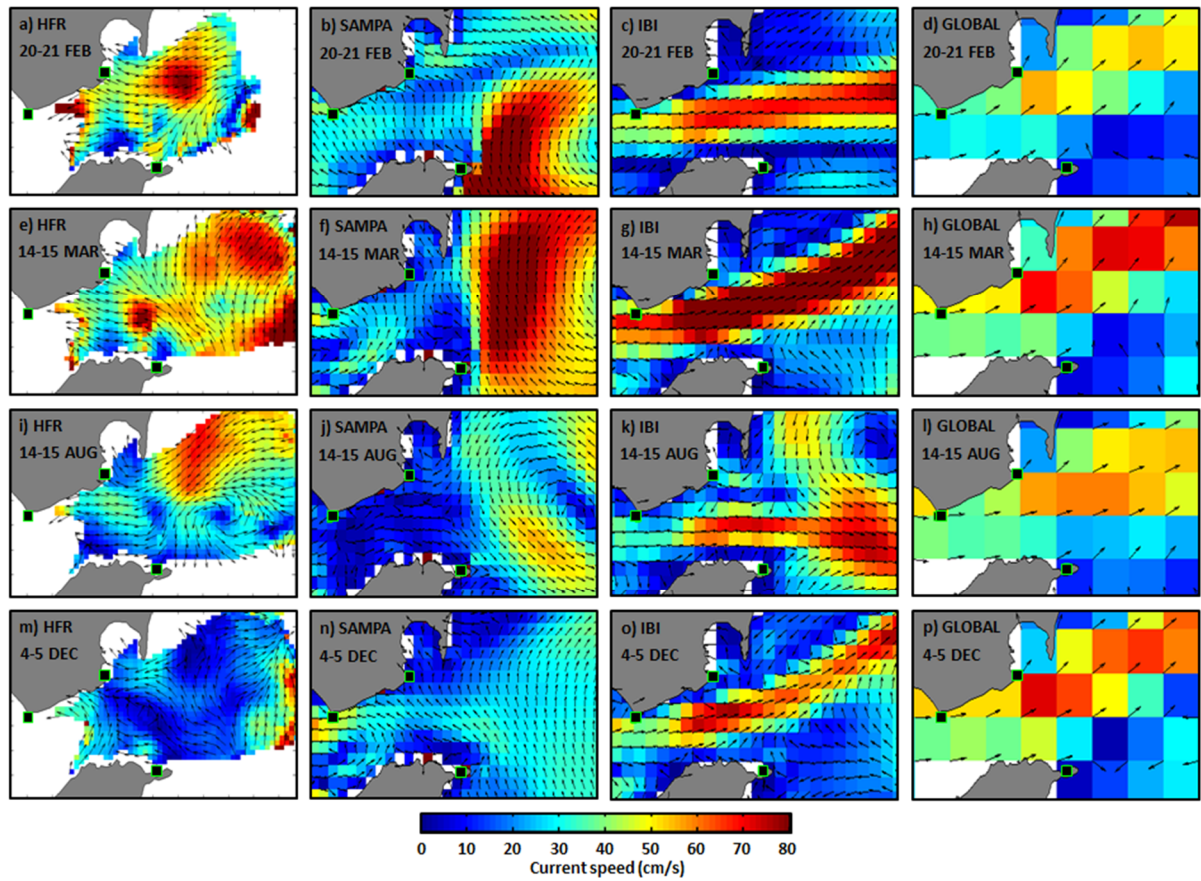 a) HFR
20-21 FEB
b) SAMPA
20-21 FEB
c) IBI
20-21 FEB
d) GLOBAL
20-21 FEB
e) HFR
14-15 MAR
f) SAMPA
14-15 MAR
g) IBI
14-15 MAR
h) GLOBAL
14-15 MAR
i) HFR
14-15 AUG
j) SAMPA
14-15 AUG
k) IBI
14-15 AUG
l) GLOBAL
14-15 AUG
m) HFR
4-5 DEC
n) SAMPA
4-5 DEC
o) IBI
4-5 DEC
p) GLOBAL
4-5 DEC
0 10 20 30 40 50 60 70 80
Current speed (cm/s)